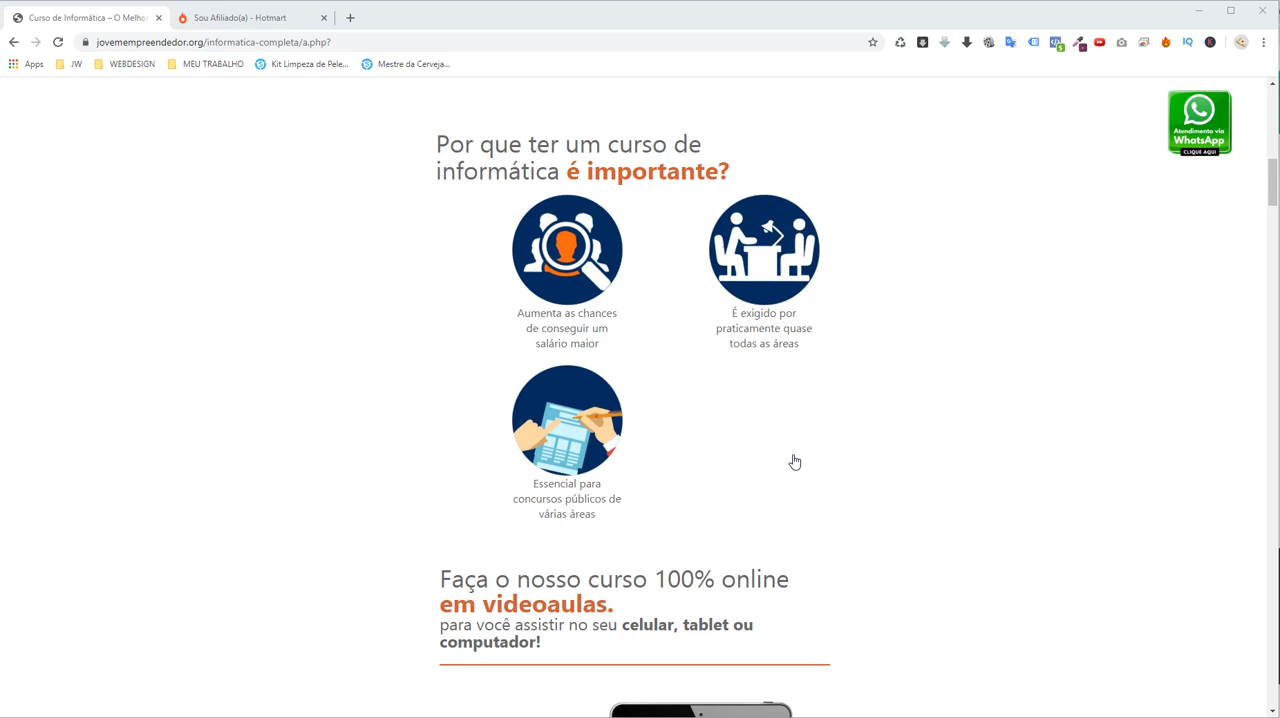 Curso de Informática – O Melho
Sou Afiliado(a) - Hotmart
jovemempreendedor.org/informatica-completa/a.php?
Apps
JW
WEBDESIGN
MEU TRABALHO
Kit Limpeza de Pele...
Mestre da Cerveja...
Atendimento via
WhatsApp
CLIQUE AQUI
Por que ter um curso de
informática é importante?
Aumenta as chances
de conseguir um
salário maior
É exigido por
praticamente quase
todas as áreas
Essencial para
concursos públicos de
várias áreas
Faça o nosso curso 100% online
em videoaulas.
para você assistir no seu celular, tablet ou
computador!